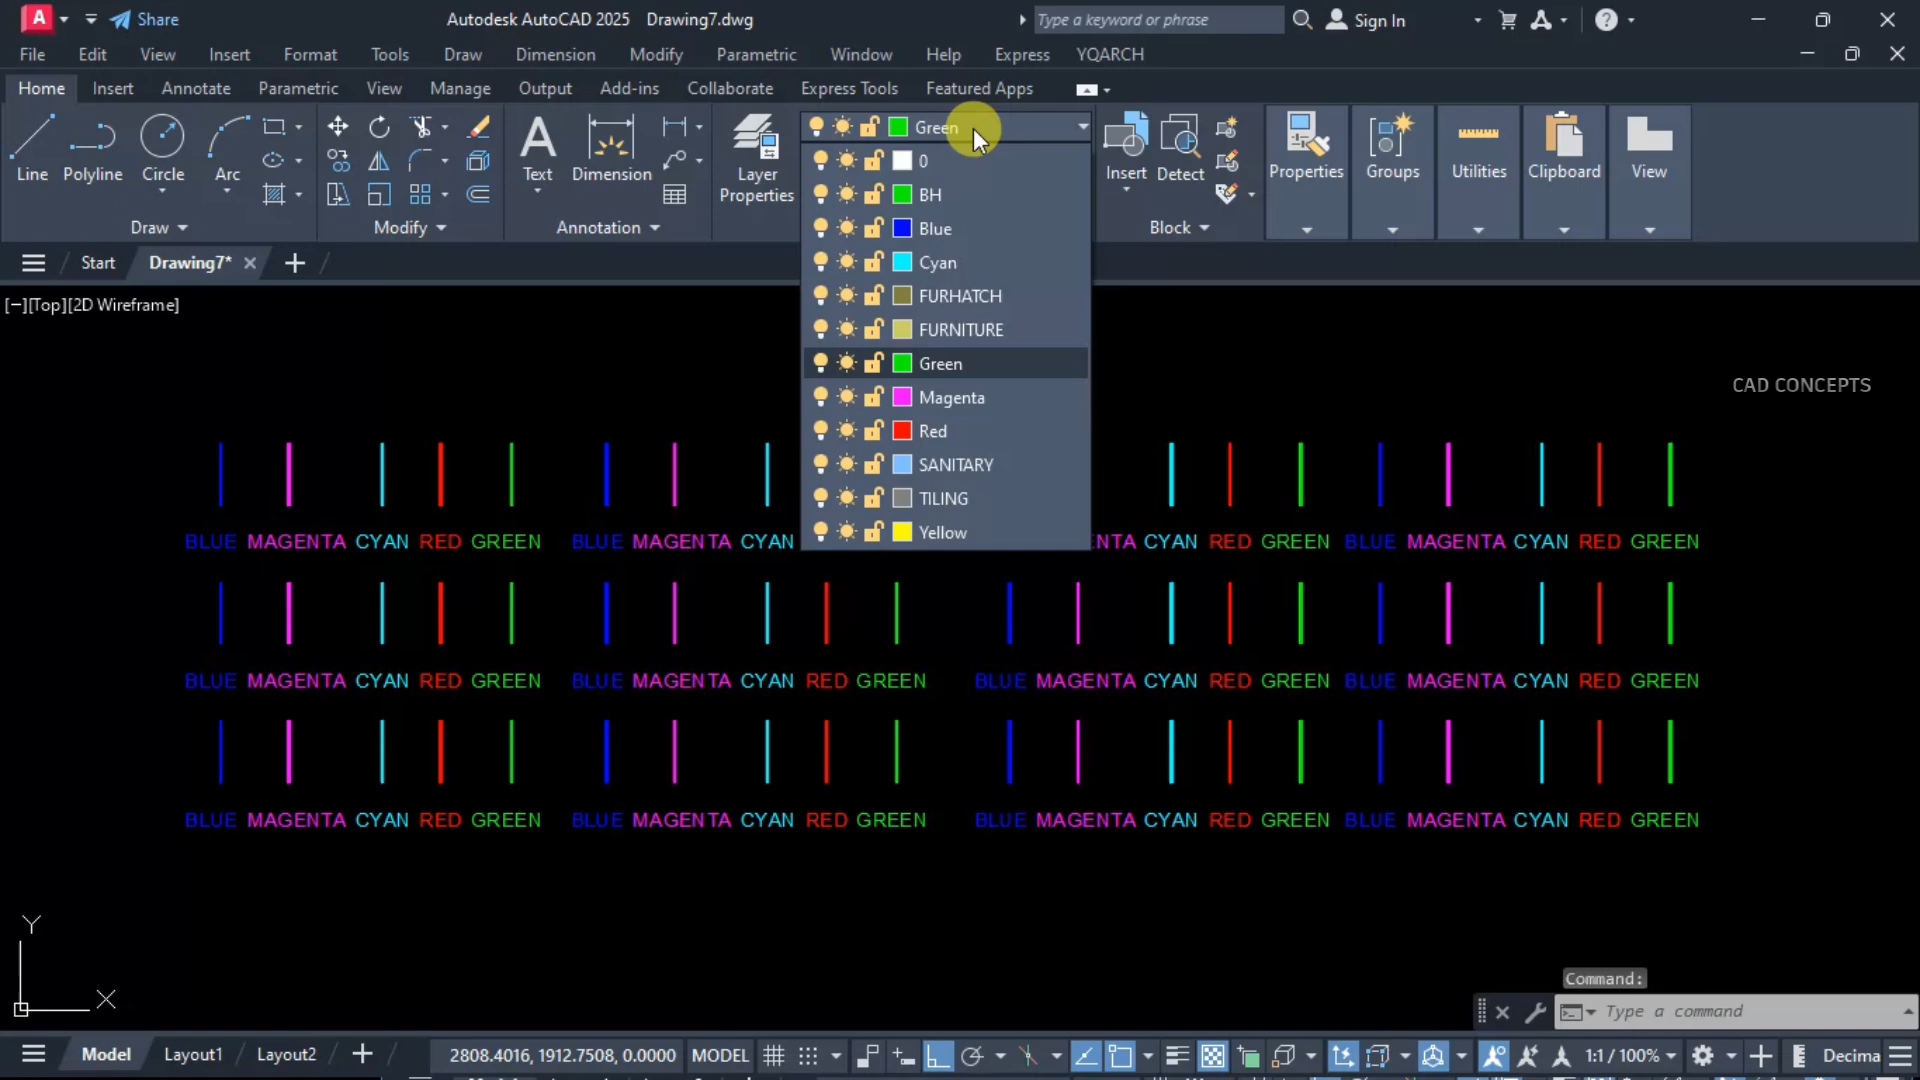 A Share Autodesk AutoCAD 2025 Drawing7.dwg Type a keyword or phrase Sign In
File Edit View Insert Format Tools Draw Dimension Modify Parametric Window Help Express YQARCH
Home Insert Annotate Parametric View Manage Output Add-ins Collaborate Express Tools Featured Apps
Line Polyline Circle Arc
Draw
Modify
Text Dimension
Annotation
Layer Properties
Green
Insert Detect
Block
Properties Groups Utilities Clipboard View
0
BH
Blue
Cyan
FURHATCH
FURNITURE
Green
Magenta
Red
SANITARY
TILING
Yellow
Start Drawing7*
[−][Top][2D Wireframe]
CAD CONCEPTS
BLUE MAGENTA CYAN RED GREEN BLUE MAGENTA CYAN NTA CYAN RED GREEN BLUE MAGENTA CYAN RED GREEN
BLUE MAGENTA CYAN RED GREEN BLUE MAGENTA CYAN RED GREEN BLUE MAGENTA CYAN RED GREEN BLUE MAGENTA CYAN RED GREEN
BLUE MAGENTA CYAN RED GREEN BLUE MAGENTA CYAN RED GREEN BLUE MAGENTA CYAN RED GREEN BLUE MAGENTA CYAN RED GREEN
Y
X
Command:
Type a command
Model Layout1 Layout2 2808.4016, 1912.7508, 0.0000 MODEL 1:1 / 100% Decima